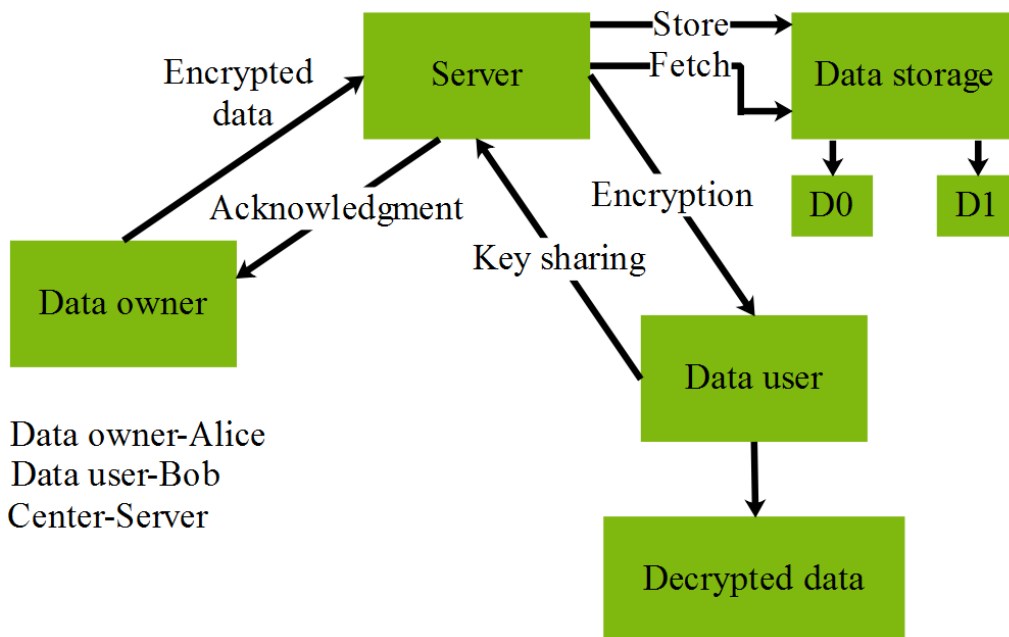 Store
Fetch
Server
Data storage
Encrypted
data
D0
D1
Encryption
Acknowledgment
Key sharing
Data owner
Data user
Data owner-Alice
Data user-Bob
Center-Server
Decrypted data